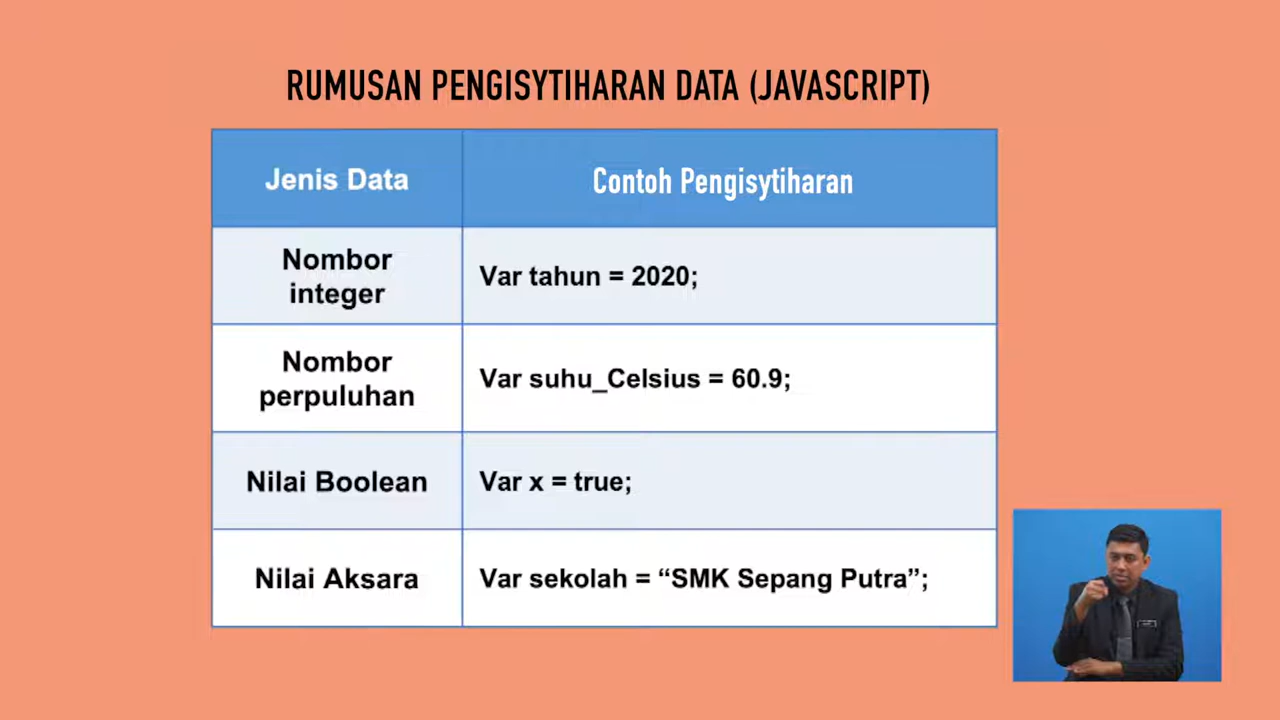 RUMUSAN PENGISYTIHARAN DATA (JAVASCRIPT)
Jenis Data
Contoh Pengisytiharan
Nombor
integer
Var tahun = 2020;
Nombor
perpuluhan
Var suhu_Celsius = 60.9;
Nilai Boolean
Var x = true;
Nilai Aksara
Var sekolah = “SMK Sepang Putra”;